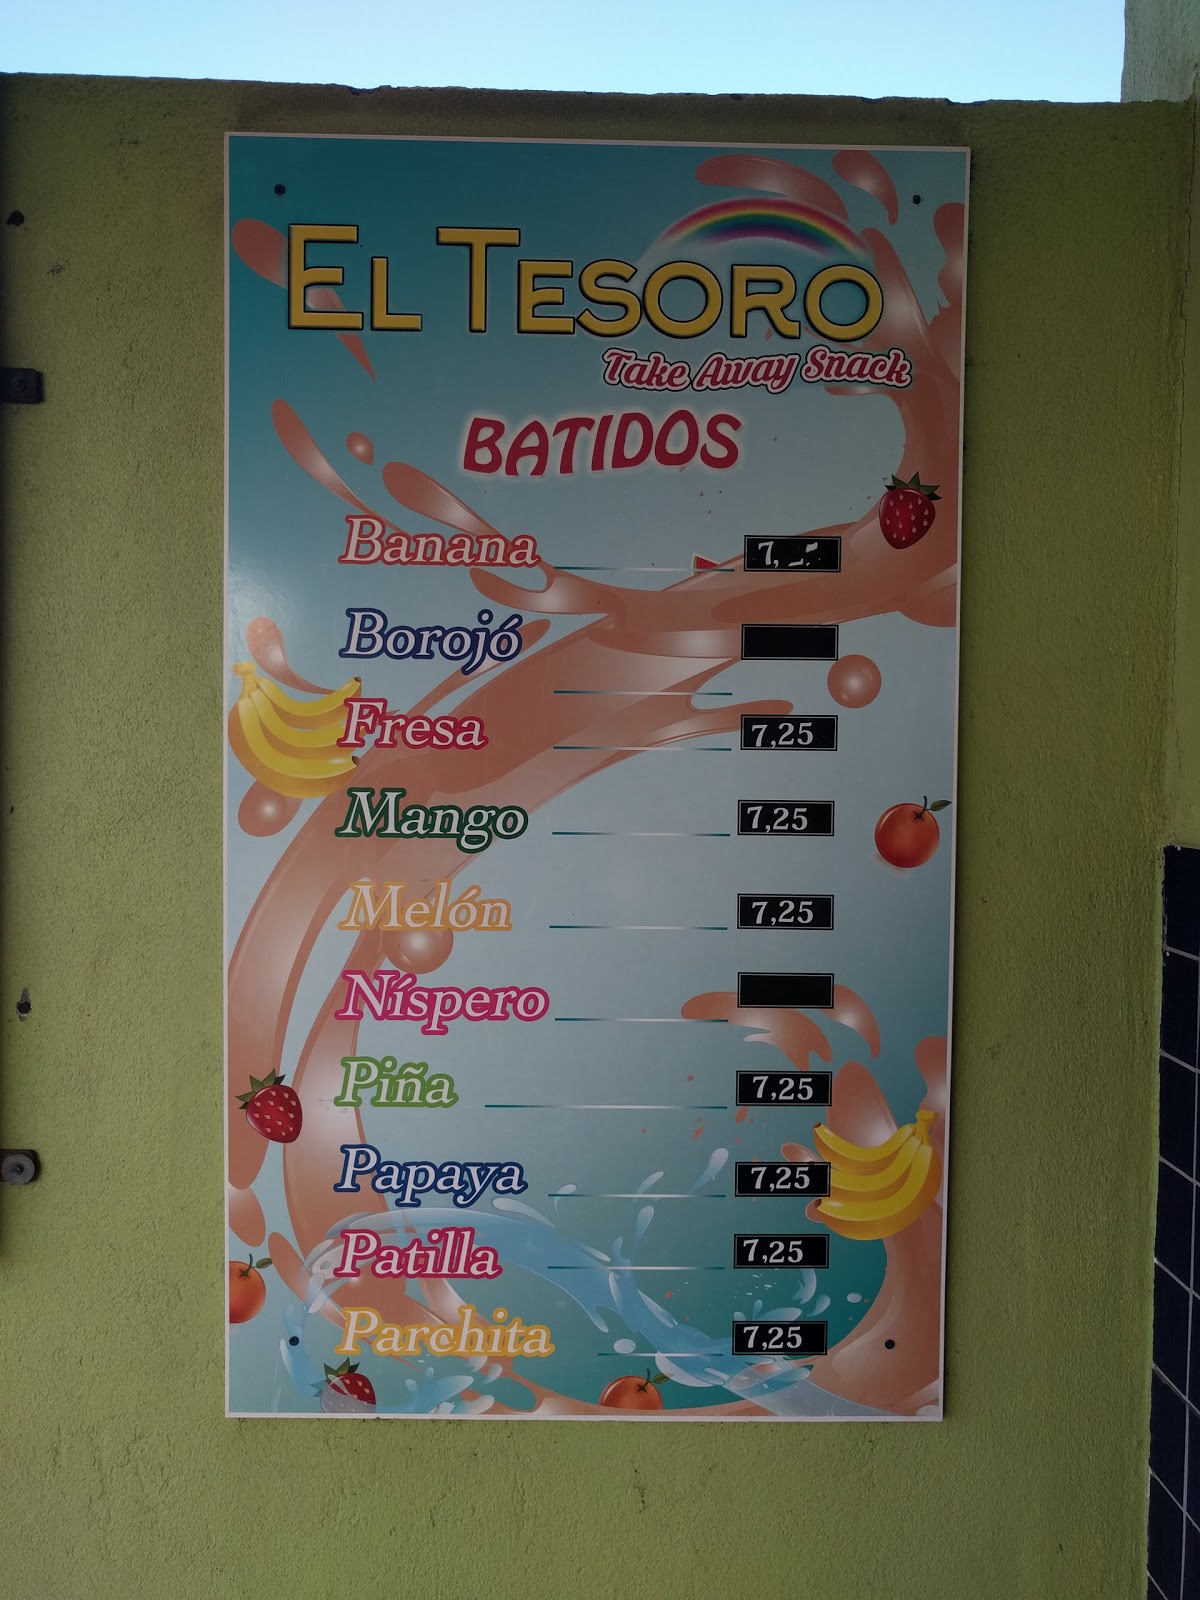 EL TESORO
Take Away Snack
BATIDOS
Banana
Borojó
Fresa 7,25
Mango 7,25
Melón 7,25
Níspero
Piña 7,25
Papaya 7,25
Patilla 7,25
Parchita 7,25